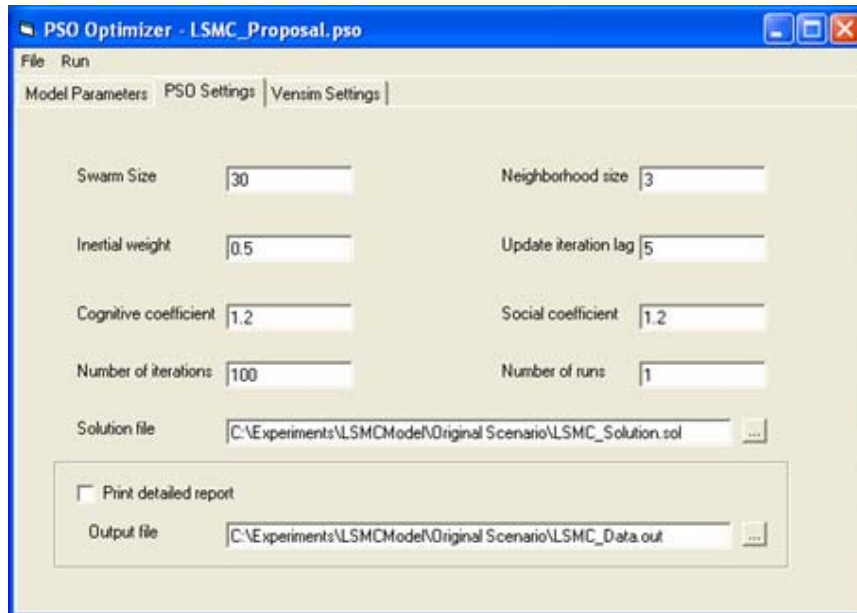 PSO Optimizer - LSMC_Proposal.pso
File Run
Model Parameters PSO Settings Vensim Settings
Swarm Size 30 Neighborhood size 3
Inertial weight 0.5 Update iteration lag 5
Cognitive coefficient 1.2 Social coefficient 1.2
Number of iterations 100 Number of runs 1
Solution file C:\Experiments\LSMCModel\Original Scenario\LSMC_Solution.sol ...
Print detailed report
Output file C:\Experiments\LSMCModel\Original Scenario\LSMC_Data.out ...